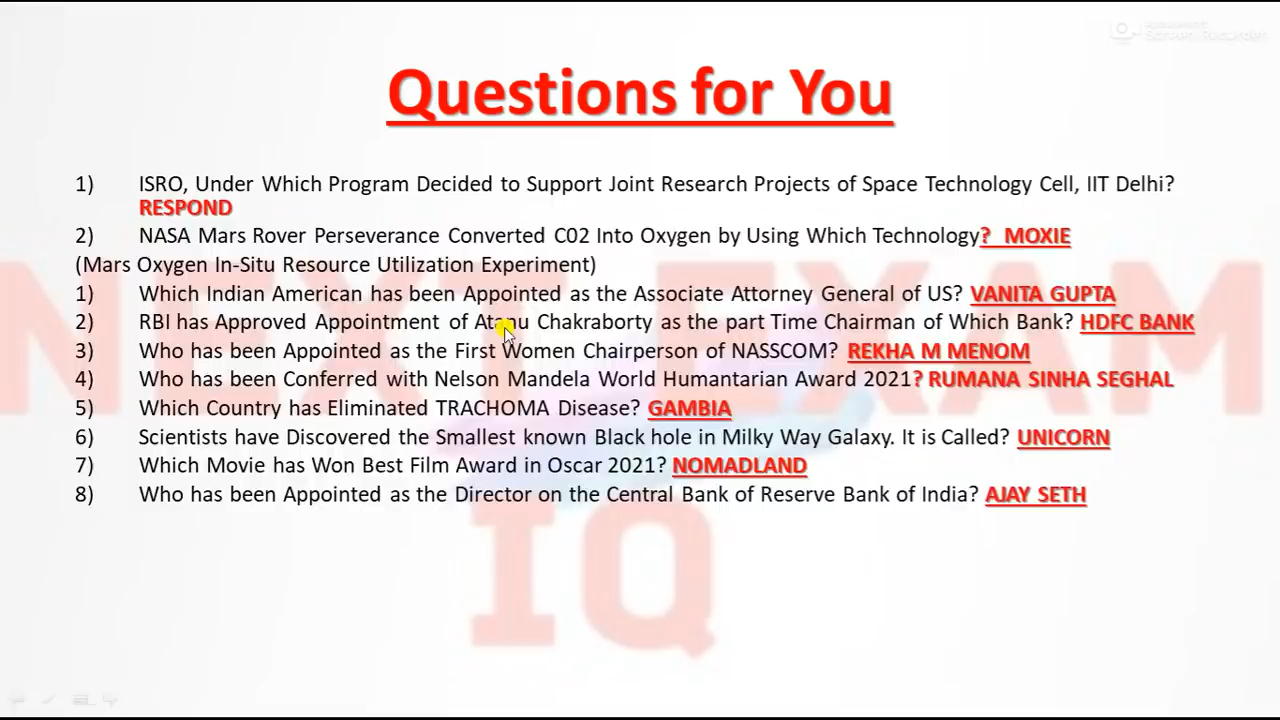 Screen Recorder
Questions for You
1) ISRO, Under Which Program Decided to Support Joint Research Projects of Space Technology Cell, IIT Delhi?
RESPOND
2) NASA Mars Rover Perseverance Converted C02 Into Oxygen by Using Which Technology? MOXIE
(Mars Oxygen In-Situ Resource Utilization Experiment)
1) Which Indian American has been Appointed as the Associate Attorney General of US? VANITA GUPTA
2) RBI has Approved Appointment of Atanu Chakraborty as the part Time Chairman of Which Bank? HDFC BANK
3) Who has been Appointed as the First Women Chairperson of NASSCOM? REKHA M MENOM
4) Who has been Conferred with Nelson Mandela World Humantarian Award 2021? RUMANA SINHA SEGHAL
5) Which Country has Eliminated TRACHOMA Disease? GAMBIA
6) Scientists have Discovered the Smallest known Black hole in Milky Way Galaxy. It is Called? UNICORN
7) Which Movie has Won Best Film Award in Oscar 2021? NOMADLAND
8) Who has been Appointed as the Director on the Central Bank of Reserve Bank of India? AJAY SETH
NEXT EXAM
IQ